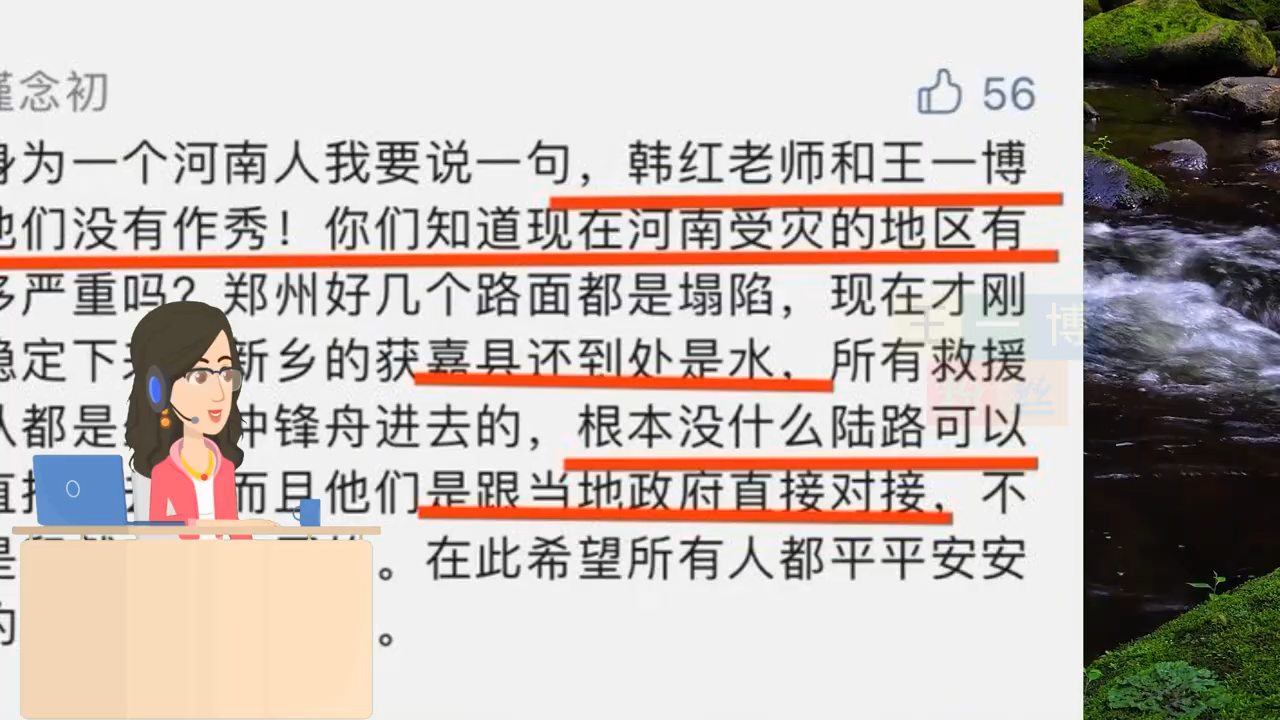 谨念初
56
身为一个河南人我要说一句，韩红老师和王一博
他们没有作秀！你们知道现在河南受灾的地区有
多严重吗？郑州好几个路面都是塌陷，现在才刚
稳定下 新乡的获嘉县还到处是水，所有救援
人都是 冲锋舟进去的，根本没什么陆路可以
直 而且他们是跟当地政府直接对接，不
是 。在此希望所有人都平平安安
的 。
王一博
粉丝